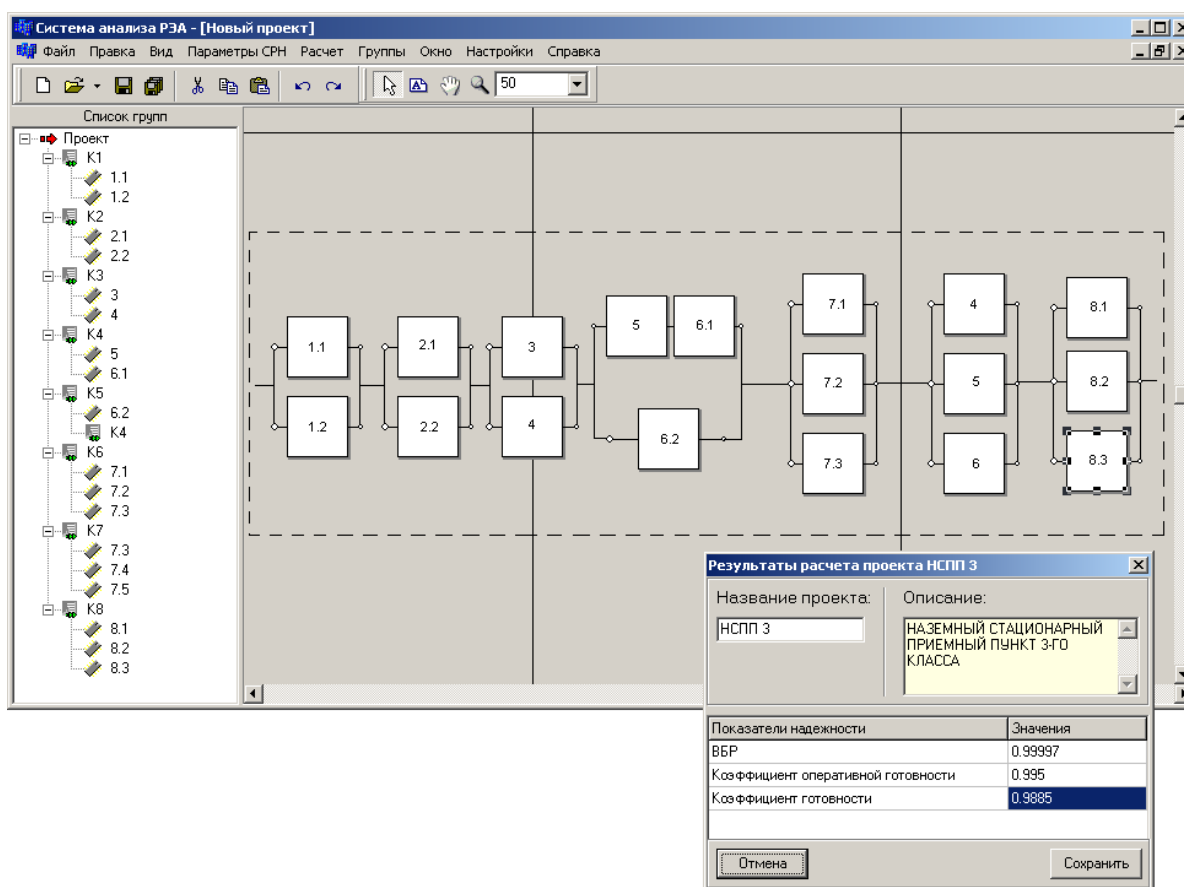 Система анализа РЭА - [Новый проект]
Файл Правка Вид Параметры СРН Расчет Группы Окно Настройки Справка
50
Список групп
Проект
К1
1.1
1.2
К2
2.1
2.2
К3
3
4
К4
5
6.1
К5
6.2
К4
К6
7.1
7.2
7.3
К7
7.3
7.4
7.5
К8
8.1
8.2
8.3
1.1
1.2
2.1
2.2
3
4
5
6.1
6.2
7.1
7.2
7.3
4
5
6
8.1
8.2
8.3
Результаты расчета проекта НСПП 3
Название проекта:
НСПП 3
Описание:
НАЗЕМНЫЙ СТАЦИОНАРНЫЙ
ПРИЕМНЫЙ ПУНКТ 3-ГО
КЛАССА
Показатели надежности Значения
ВБР 0.99997
Коэффициент оперативной готовности 0.995
Коэффициент готовности 0.9885
Отмена Сохранить